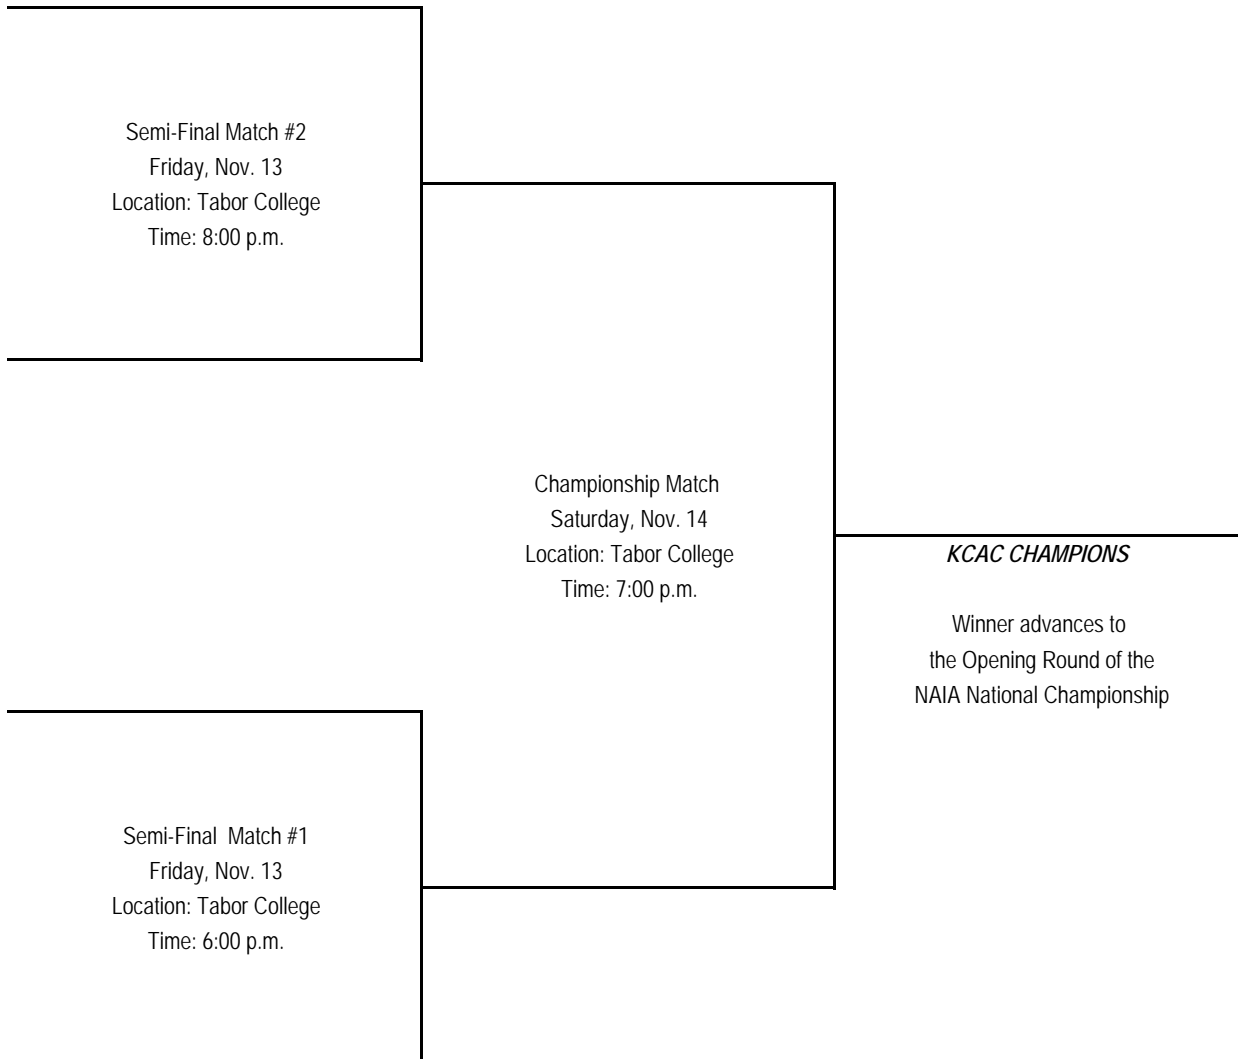 Semi-Final Match #2
Friday, Nov. 13
Location: Tabor College
Time: 8:00 p.m.
Championship Match
Saturday, Nov. 14
Location: Tabor College
Time: 7:00 p.m.
KCAC CHAMPIONS
Winner advances to
the Opening Round of the
NAIA National Championship
Semi-Final  Match #1
Friday, Nov. 13
Location: Tabor College
Time: 6:00 p.m.